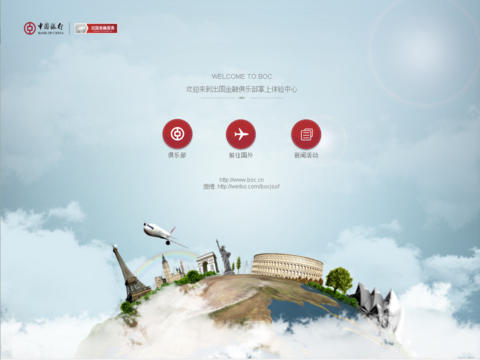 中国银行
BANK OF CHINA
出国金融服务
WELCOME TO BOC
欢迎来到出国金融俱乐部掌上体验中心
俱乐部
前往国外
新闻活动
http://www.boc.cn
微博: http://weibo.com/bocjssf